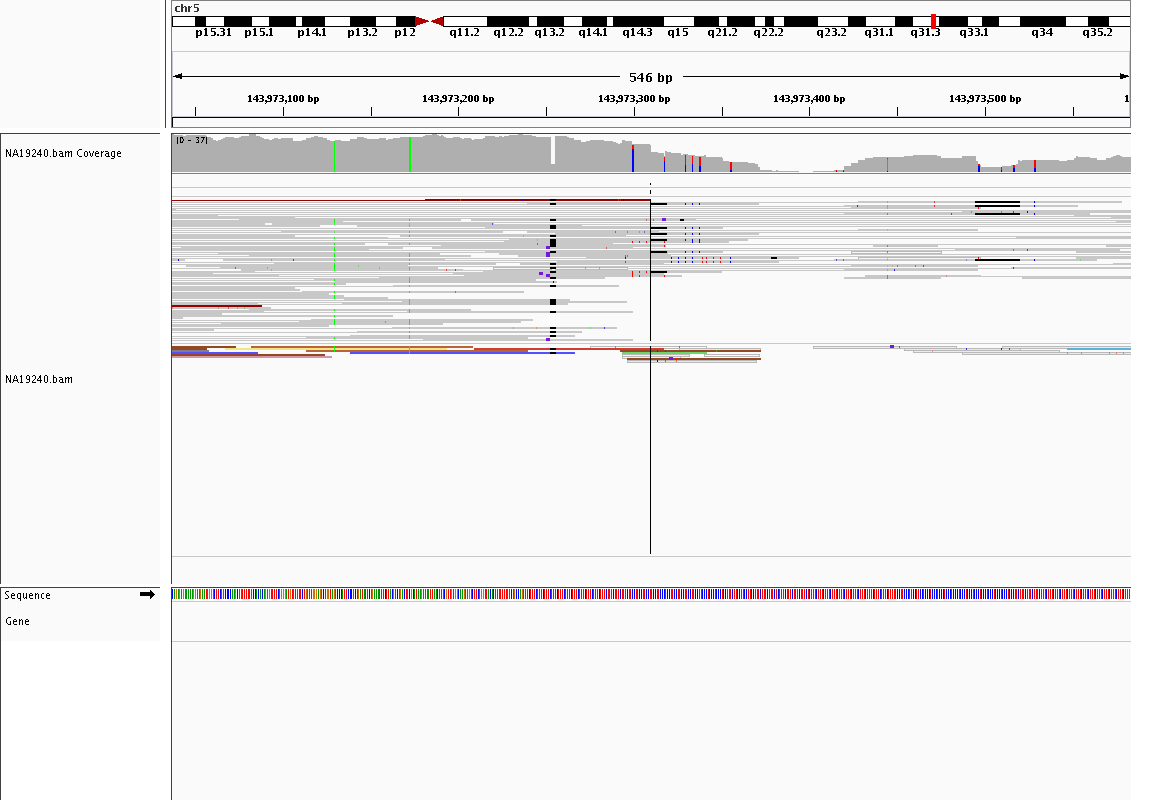 chr5
p15.31 p15.1 p14.1 p13.2 p12 q11.2 q12.2 q13.2 q14.1 q14.3 q15 q21.2 q22.2 q23.2 q31.1 q31.3 q33.1 q34 q35.2
546 bp
143,973,100 bp 143,973,200 bp 143,973,300 bp 143,973,400 bp 143,973,500 bp 1
[0 - 37]
NA19240.bam Coverage
NA19240.bam
Sequence
Gene